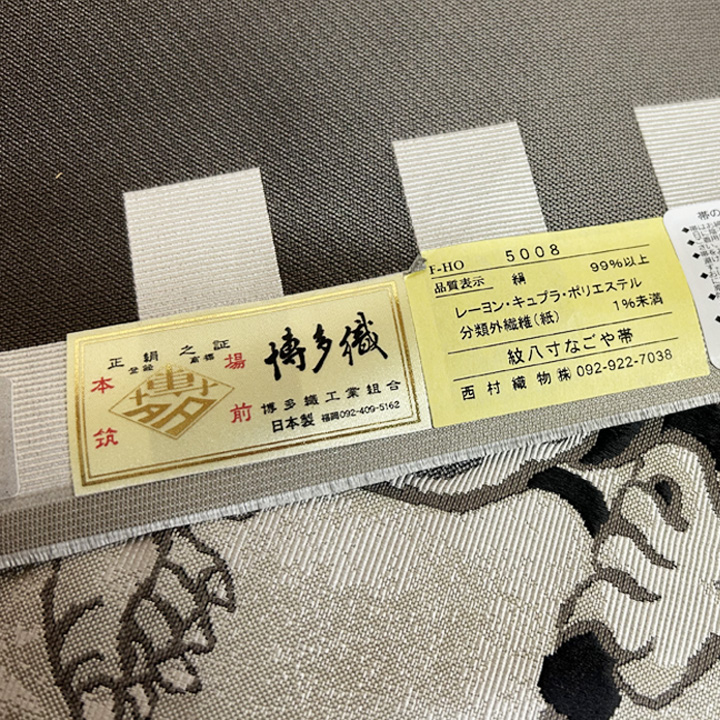 正絹之証
登録 商標
本場
筑前
博多
博多織
博多織工業組合
日本製 福岡092-409-5162
F-HO 5008
品質表示 絹 99%以上
レーヨン・キュプラ・ポリエステル
分類外繊維(紙) 1%未満
紋八寸なごや帯
西村織物㈱ 092-922-7038
帯の